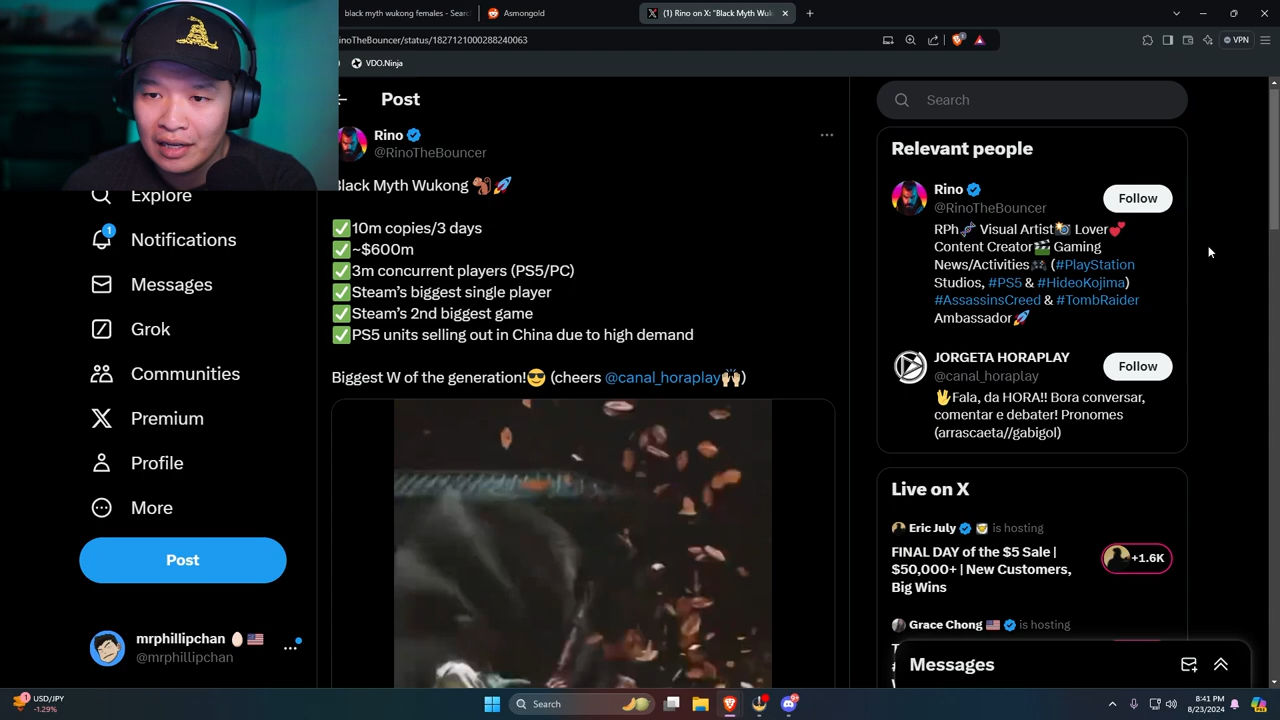 black myth wukong females - Searc
Asmongold
(1) Rino on X: "Black Myth Wuk
inoTheBouncer/status/1827121000288240063
VPN
VDO.Ninja
Explore
Notifications
1
Messages
Grok
Communities
Premium
Profile
More
Post
mrphillipchan
@mrphillipchan
Post
Rino
@RinoTheBouncer
Black Myth Wukong 🐿️🚀
✅10m copies/3 days
✅~$600m
✅3m concurrent players (PS5/PC)
✅Steam's biggest single player
✅Steam's 2nd biggest game
✅PS5 units selling out in China due to high demand
Biggest W of the generation!😎 (cheers @canal_horaplay🙌🏻)
Search
Relevant people
Rino
@RinoTheBouncer
Follow
RPh🧬 Visual Artist📸 Lover💕
Content Creator🎬 Gaming
News/Activities🎮 (#PlayStation
Studios, #PS5 & #HideoKojima)
#AssassinsCreed & #TombRaider
Ambassador🚀
JORGETA HORAPLAY
@canal_horaplay
Follow
🖖Fala, da HORA!! Bora conversar,
comentar e debater! Pronomes
(arrascaeta//gabigol)
Live on X
Eric July is hosting
FINAL DAY of the $5 Sale |
$50,000+ | New Customers,
Big Wins
+1.6K
Grace Chong 🇺🇸 is hosting
Messages
USD/JPY
-1.29%
Search
8:41 PM
8/23/2024